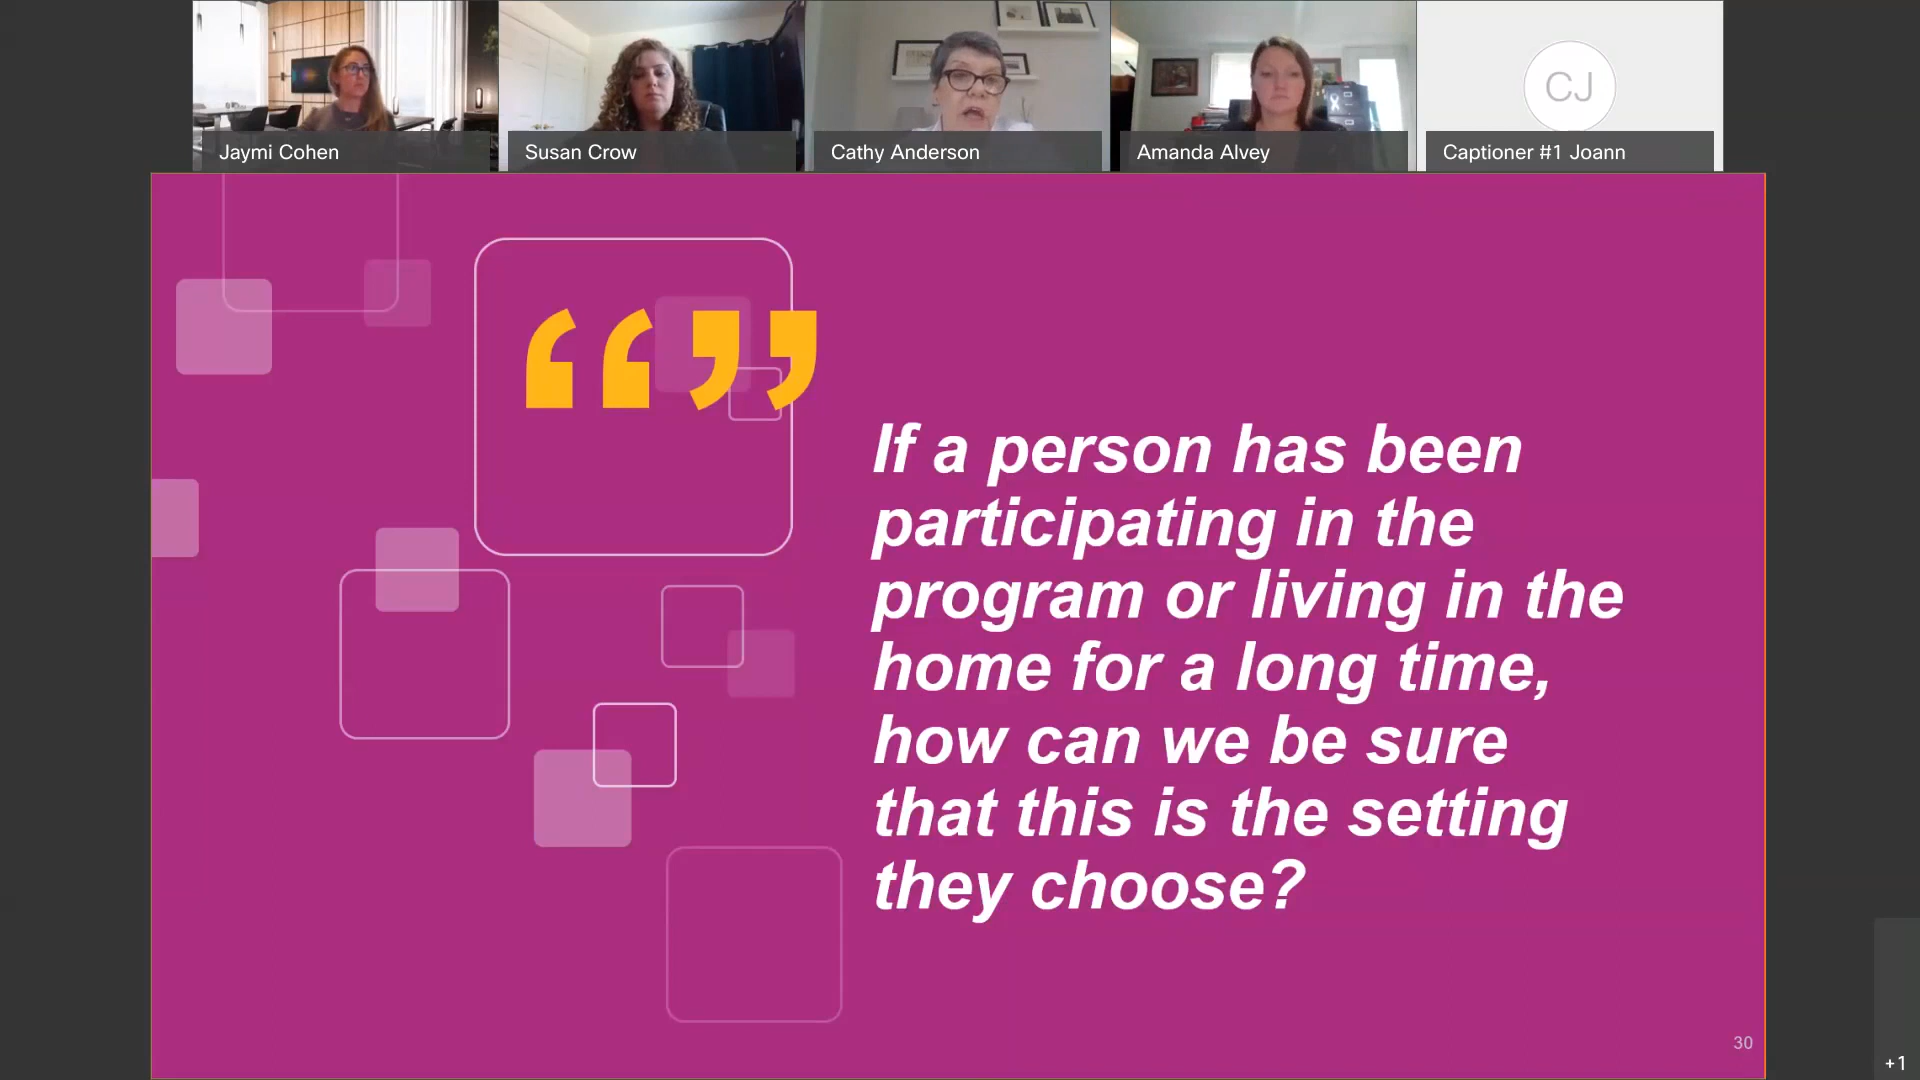 Jaymi Cohen
Susan Crow
Cathy Anderson
Amanda Alvey
CJ
Captioner #1 Joann
“ ”
If a person has been
participating in the
program or living in the
home for a long time,
how can we be sure
that this is the setting
they choose?
30
+1